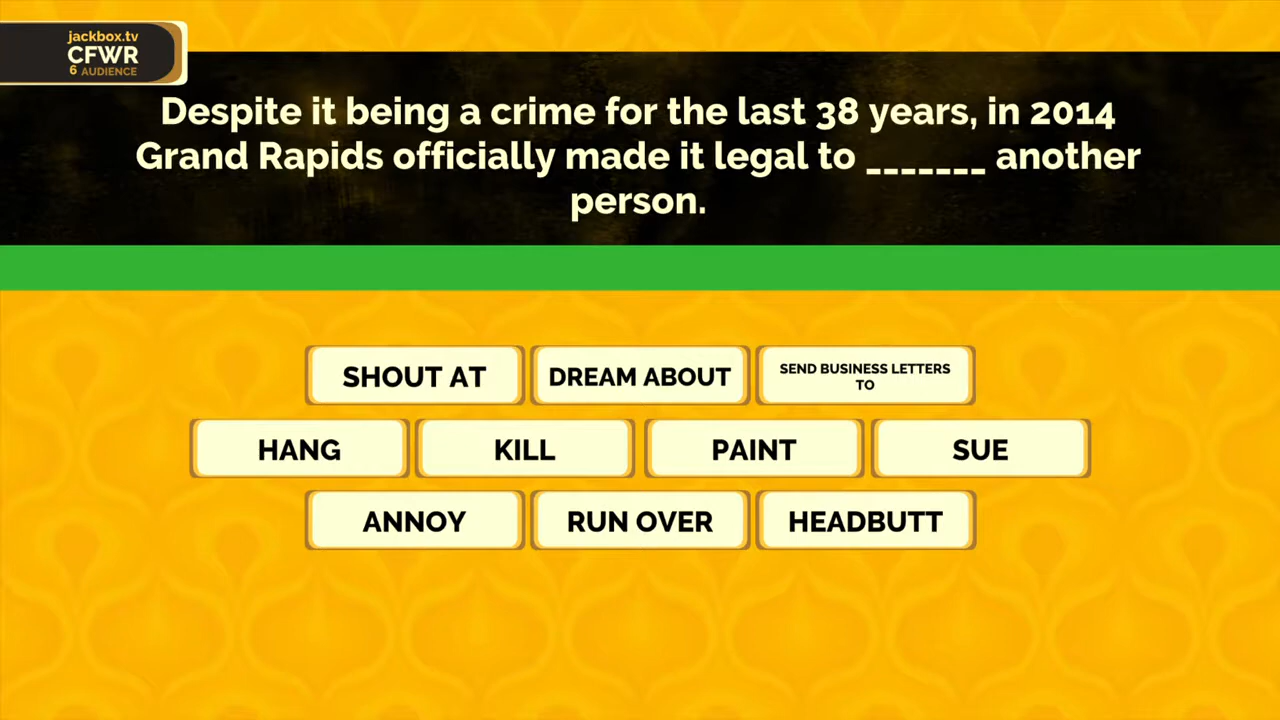 jackbox.tv
CFWR
6 AUDIENCE
Despite it being a crime for the last 38 years, in 2014
Grand Rapids officially made it legal to _______ another
person.
SHOUT AT
DREAM ABOUT
SEND BUSINESS LETTERS
TO
HANG
KILL
PAINT
SUE
ANNOY
RUN OVER
HEADBUTT